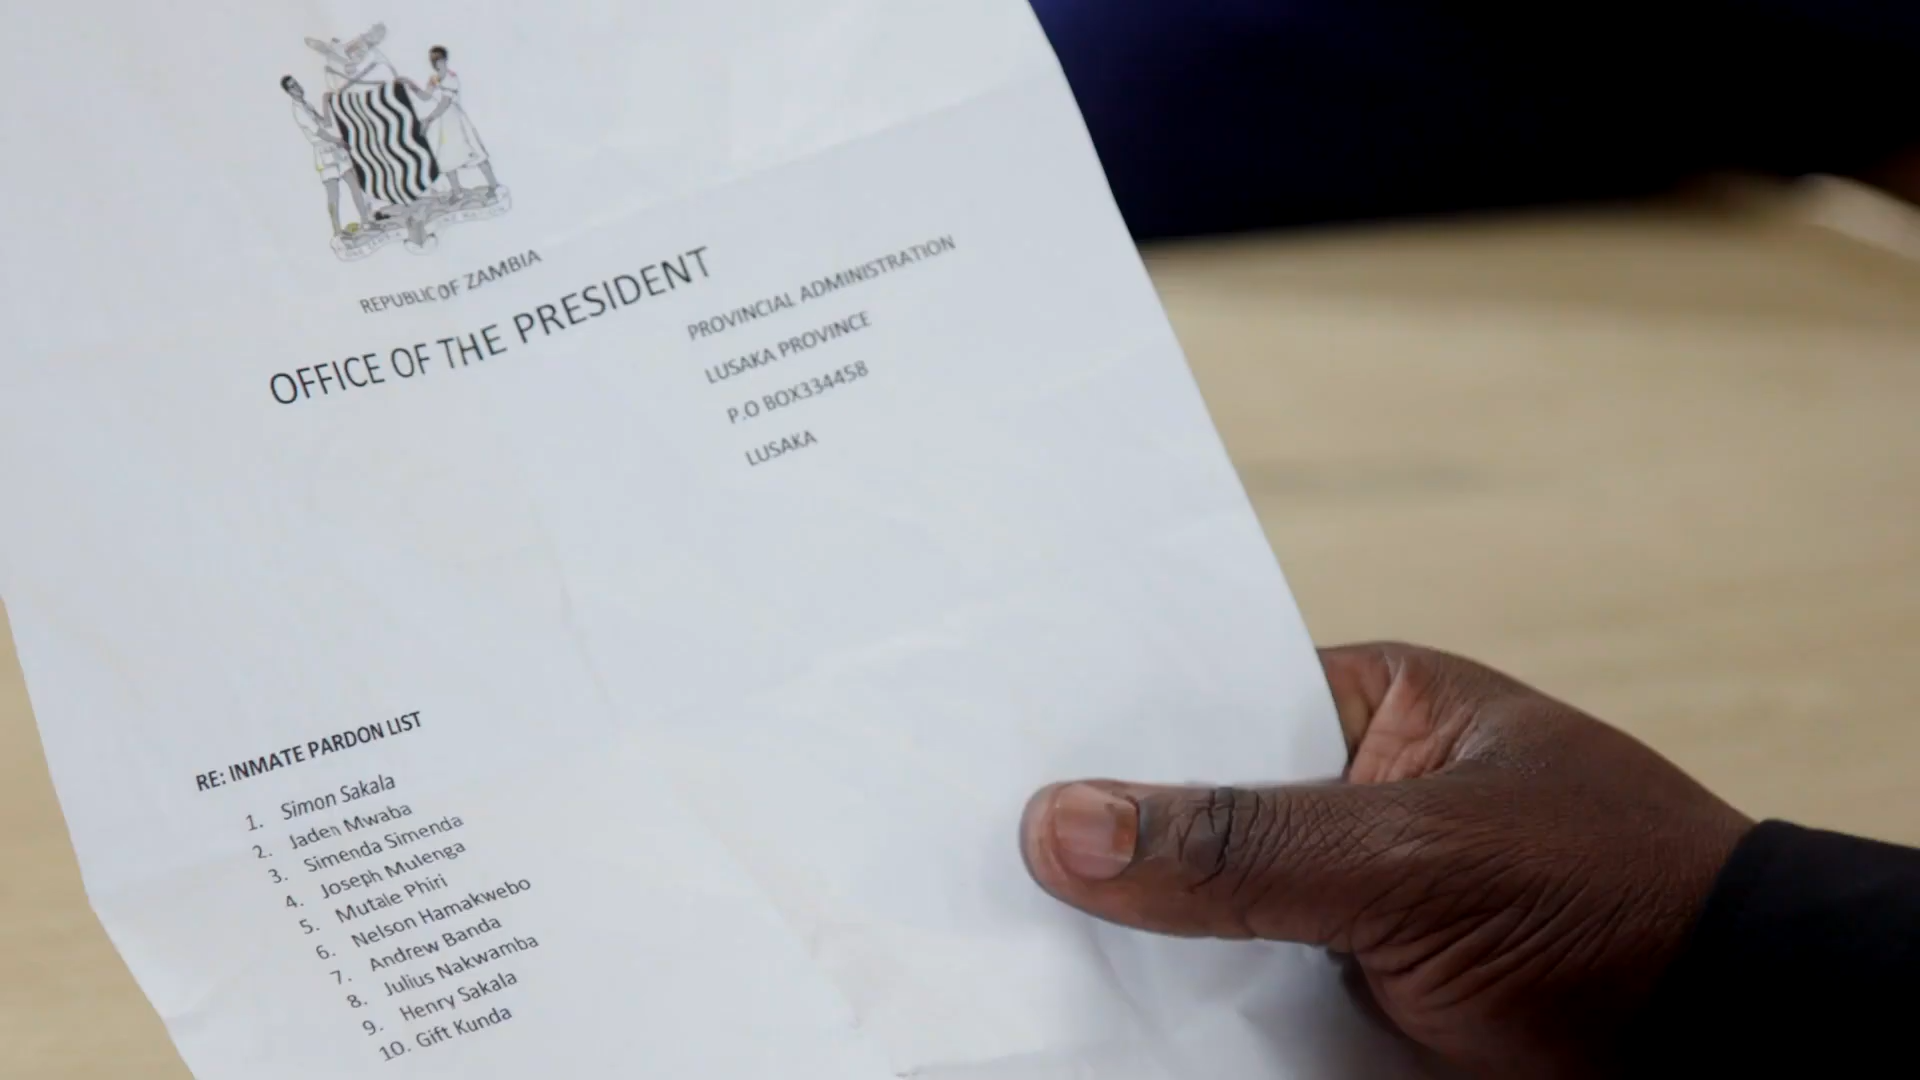 REPUBLIC OF ZAMBIA
OFFICE OF THE PRESIDENT
PROVINCIAL ADMINISTRATION
LUSAKA PROVINCE
P.O BOX334458
LUSAKA
RE: INMATE PARDON LIST
1. Simon Sakala
2. Jaden Mwaba
3. Simenda Simenda
4. Joseph Mulenga
5. Mutale Phiri
6. Nelson Hamakwebo
7. Andrew Banda
8. Julius Nakwamba
9. Henry Sakala
10. Gift Kunda